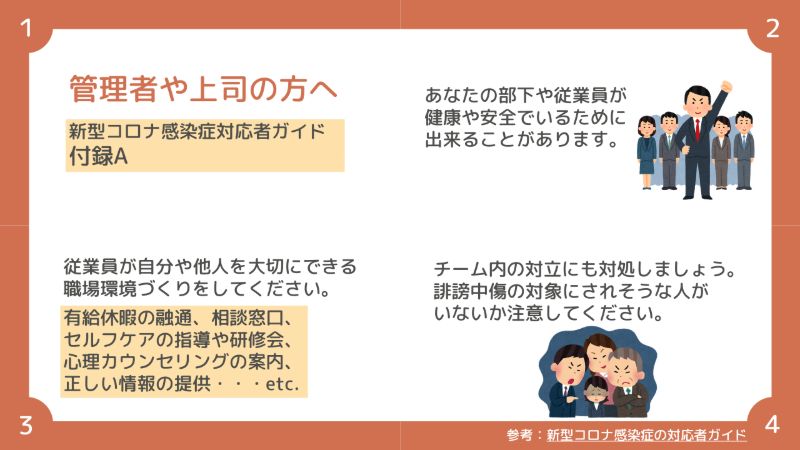 1
2
管理者や上司の方へ
新型コロナ感染症対応者ガイド
付録A
あなたの部下や従業員が
健康や安全でいるために
出来ることがあります。
従業員が自分や他人を大切にできる
職場環境づくりをしてください。
有給休暇の融通、相談窓口、
セルフケアの指導や研修会、
心理カウンセリングの案内、
正しい情報の提供・・・etc.
チーム内の対立にも対処しましょう。
誹謗中傷の対象にされそうな人が
いないか注意してください。
3
4
参考：新型コロナ感染症の対応者ガイド